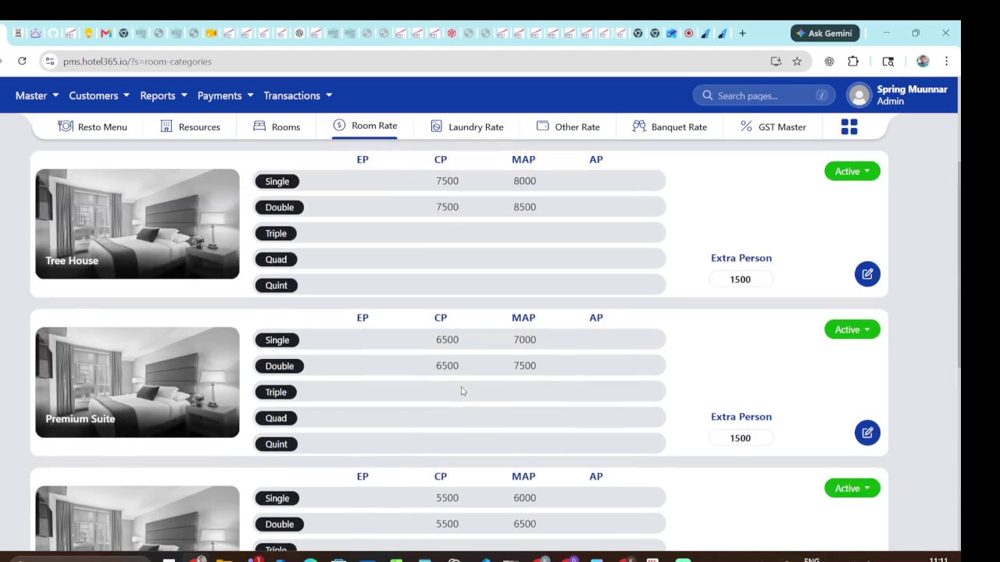 Ask Gemini
pms.hotel365.io/?s=room-categories
Master Customers Reports Payments Transactions Search pages... / Spring Muunnar
Admin
Resto Menu Resources Rooms Room Rate Laundry Rate Other Rate Banquet Rate GST Master
EP CP MAP AP
Active
Single 7500 8000
Double 7500 8500
Triple
Quad
Quint
Tree House
Extra Person
1500
EP CP MAP AP
Active
Single 6500 7000
Double 6500 7500
Triple
Quad
Quint
Premium Suite
Extra Person
1500
EP CP MAP AP
Active
Single 5500 6000
Double 5500 6500
Triple
ENG 11:11